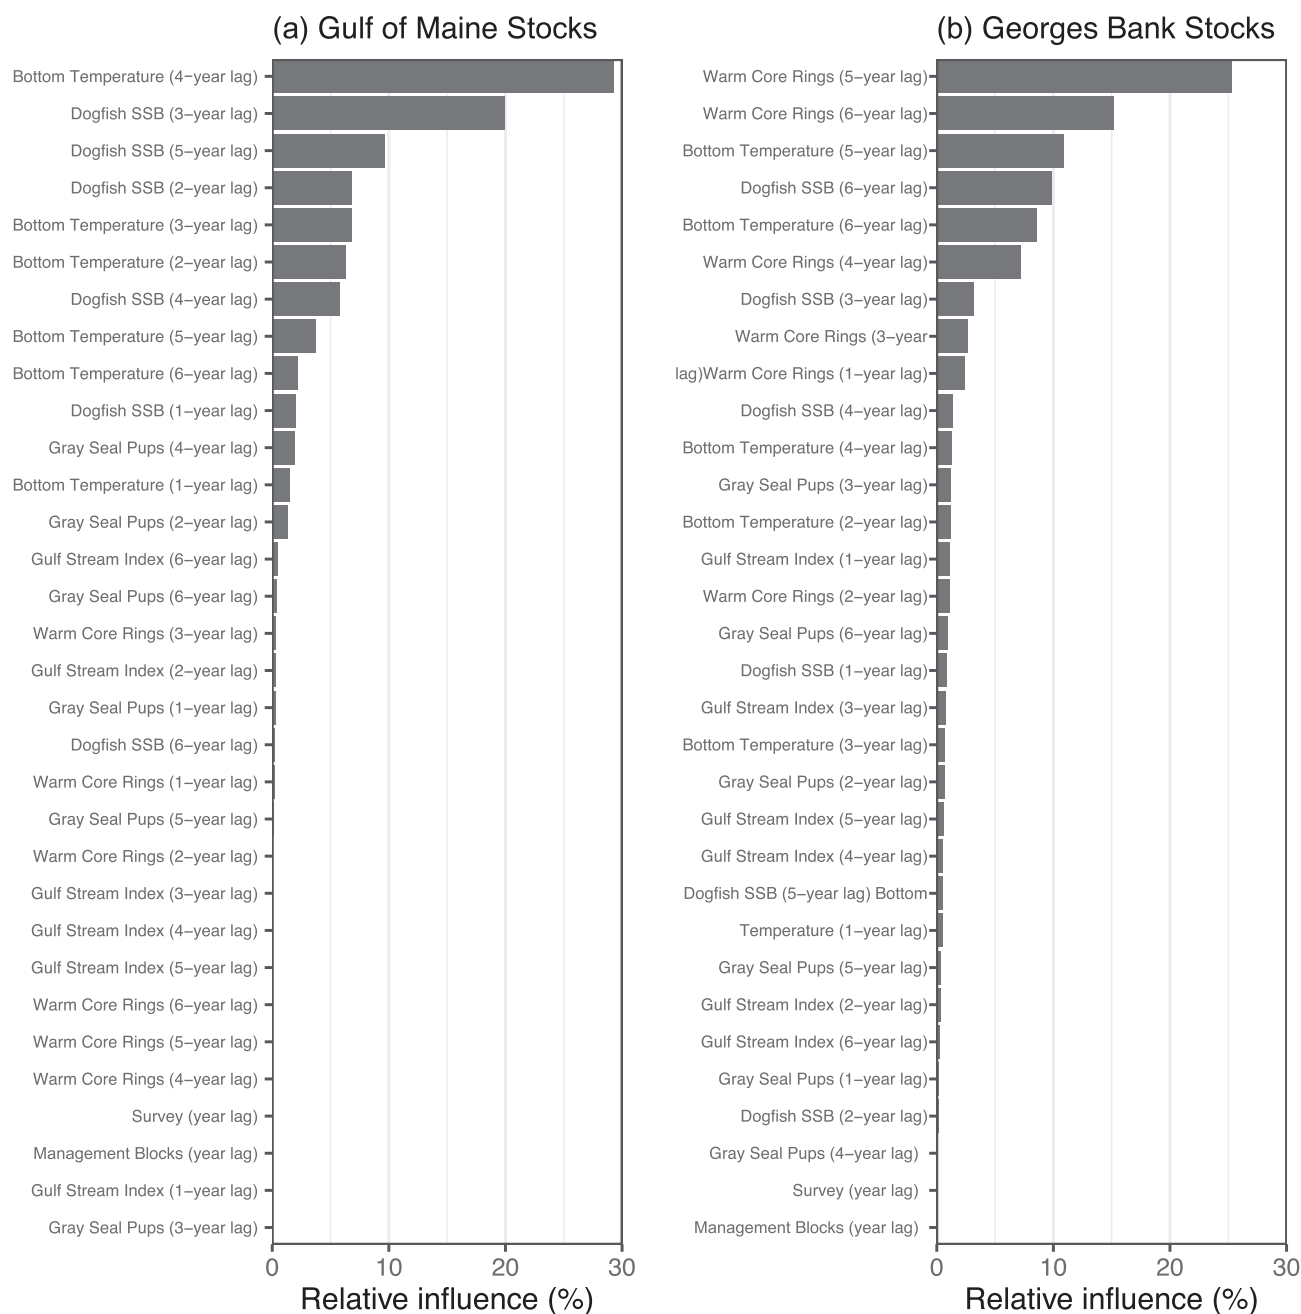 (a) Gulf of Maine Stocks
Bottom Temperature (4−year lag)
Dogfish SSB (3−year lag)
Dogfish SSB (5−year lag)
Dogfish SSB (2−year lag)
Bottom Temperature (3−year lag)
Bottom Temperature (2−year lag)
Dogfish SSB (4−year lag)
Bottom Temperature (5−year lag)
Bottom Temperature (6−year lag)
Dogfish SSB (1−year lag)
Gray Seal Pups (4−year lag)
Bottom Temperature (1−year lag)
Gray Seal Pups (2−year lag)
Gulf Stream Index (6−year lag)
Gray Seal Pups (6−year lag)
Warm Core Rings (3−year lag)
Gulf Stream Index (2−year lag)
Gray Seal Pups (1−year lag)
Dogfish SSB (6−year lag)
Warm Core Rings (1−year lag)
Gray Seal Pups (5−year lag)
Warm Core Rings (2−year lag)
Gulf Stream Index (3−year lag)
Gulf Stream Index (4−year lag)
Gulf Stream Index (5−year lag)
Warm Core Rings (6−year lag)
Warm Core Rings (5−year lag)
Warm Core Rings (4−year lag)
Survey (year lag)
Management Blocks (year lag)
Gulf Stream Index (1−year lag)
Gray Seal Pups (3−year lag)
0 10 20 30
Relative influence (%)
(b) Georges Bank Stocks
Warm Core Rings (5−year lag)
Warm Core Rings (6−year lag)
Bottom Temperature (5−year lag)
Dogfish SSB (6−year lag)
Bottom Temperature (6−year lag)
Warm Core Rings (4−year lag)
Dogfish SSB (3−year lag)
Warm Core Rings (3−year
lag)Warm Core Rings (1−year lag)
Dogfish SSB (4−year lag)
Bottom Temperature (4−year lag)
Gray Seal Pups (3−year lag)
Bottom Temperature (2−year lag)
Gulf Stream Index (1−year lag)
Warm Core Rings (2−year lag)
Gray Seal Pups (6−year lag)
Dogfish SSB (1−year lag)
Gulf Stream Index (3−year lag)
Bottom Temperature (3−year lag)
Gray Seal Pups (2−year lag)
Gulf Stream Index (5−year lag)
Gulf Stream Index (4−year lag)
Dogfish SSB (5−year lag) Bottom
Temperature (1−year lag)
Gray Seal Pups (5−year lag)
Gulf Stream Index (2−year lag)
Gulf Stream Index (6−year lag)
Gray Seal Pups (1−year lag)
Dogfish SSB (2−year lag)
Gray Seal Pups (4−year lag)
Survey (year lag)
Management Blocks (year lag)
0 10 20 30
Relative influence (%)